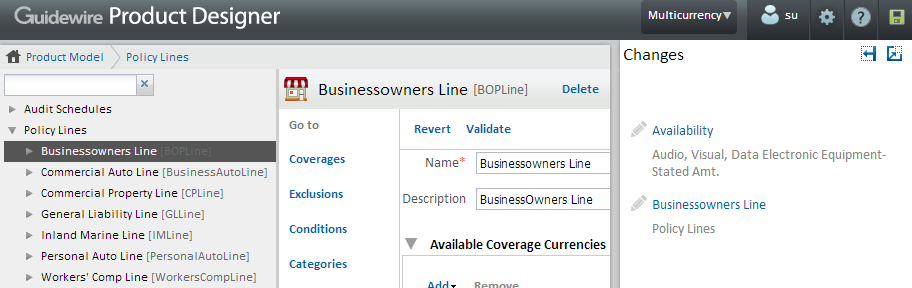 Guidewire Product Designer
Multicurrency
su
Product Model
Policy Lines
Audit Schedules
Policy Lines
Businessowners Line [BOPLine]
Commercial Auto Line [BusinessAutoLine]
Commercial Property Line [CPLine]
General Liability Line [GLLine]
Inland Marine Line [IMLine]
Personal Auto Line [PersonalAutoLine]
Workers' Comp Line [WorkersCompLine]
Businessowners Line [BOPLine]
Delete
Go to
Coverages
Exclusions
Conditions
Categories
Revert
Validate
Name* Businessowners Line
Description BusinessOwners Line
Available Coverage Currencies
Add
Remove
Changes
Availability
Audio, Visual, Data Electronic Equipment-
Stated Amt.
Businessowners Line
Policy Lines